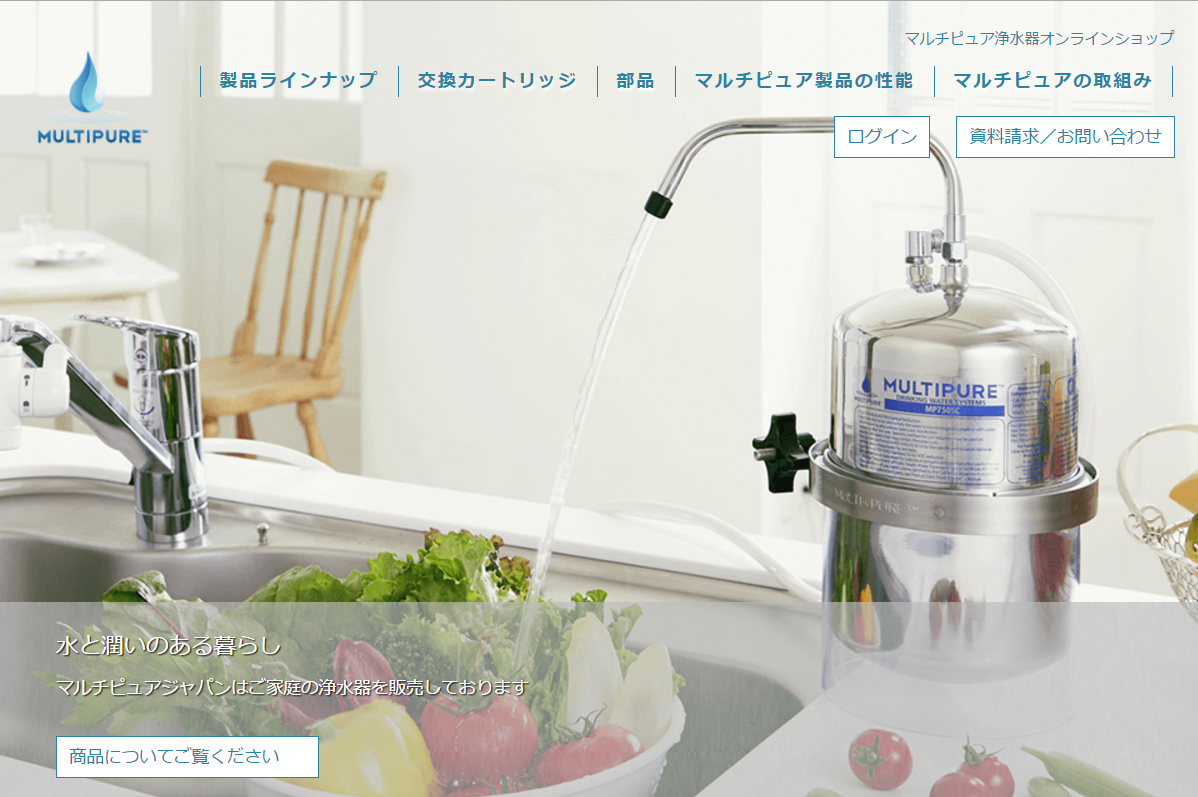 マルチピュア浄水器オンラインショップ
製品ラインナップ
交換カートリッジ
部品
マルチピュア製品の性能
マルチピュアの取組み
MULTIPURE™
ログイン
資料請求／お問い合わせ
MULTIPURE™
DRINKING WATER SYSTEMS
MP750SC
MULTI-PURE™
水と潤いのある暮らし
マルチピュアジャパンはご家庭の浄水器を販売しております
商品についてご覧ください